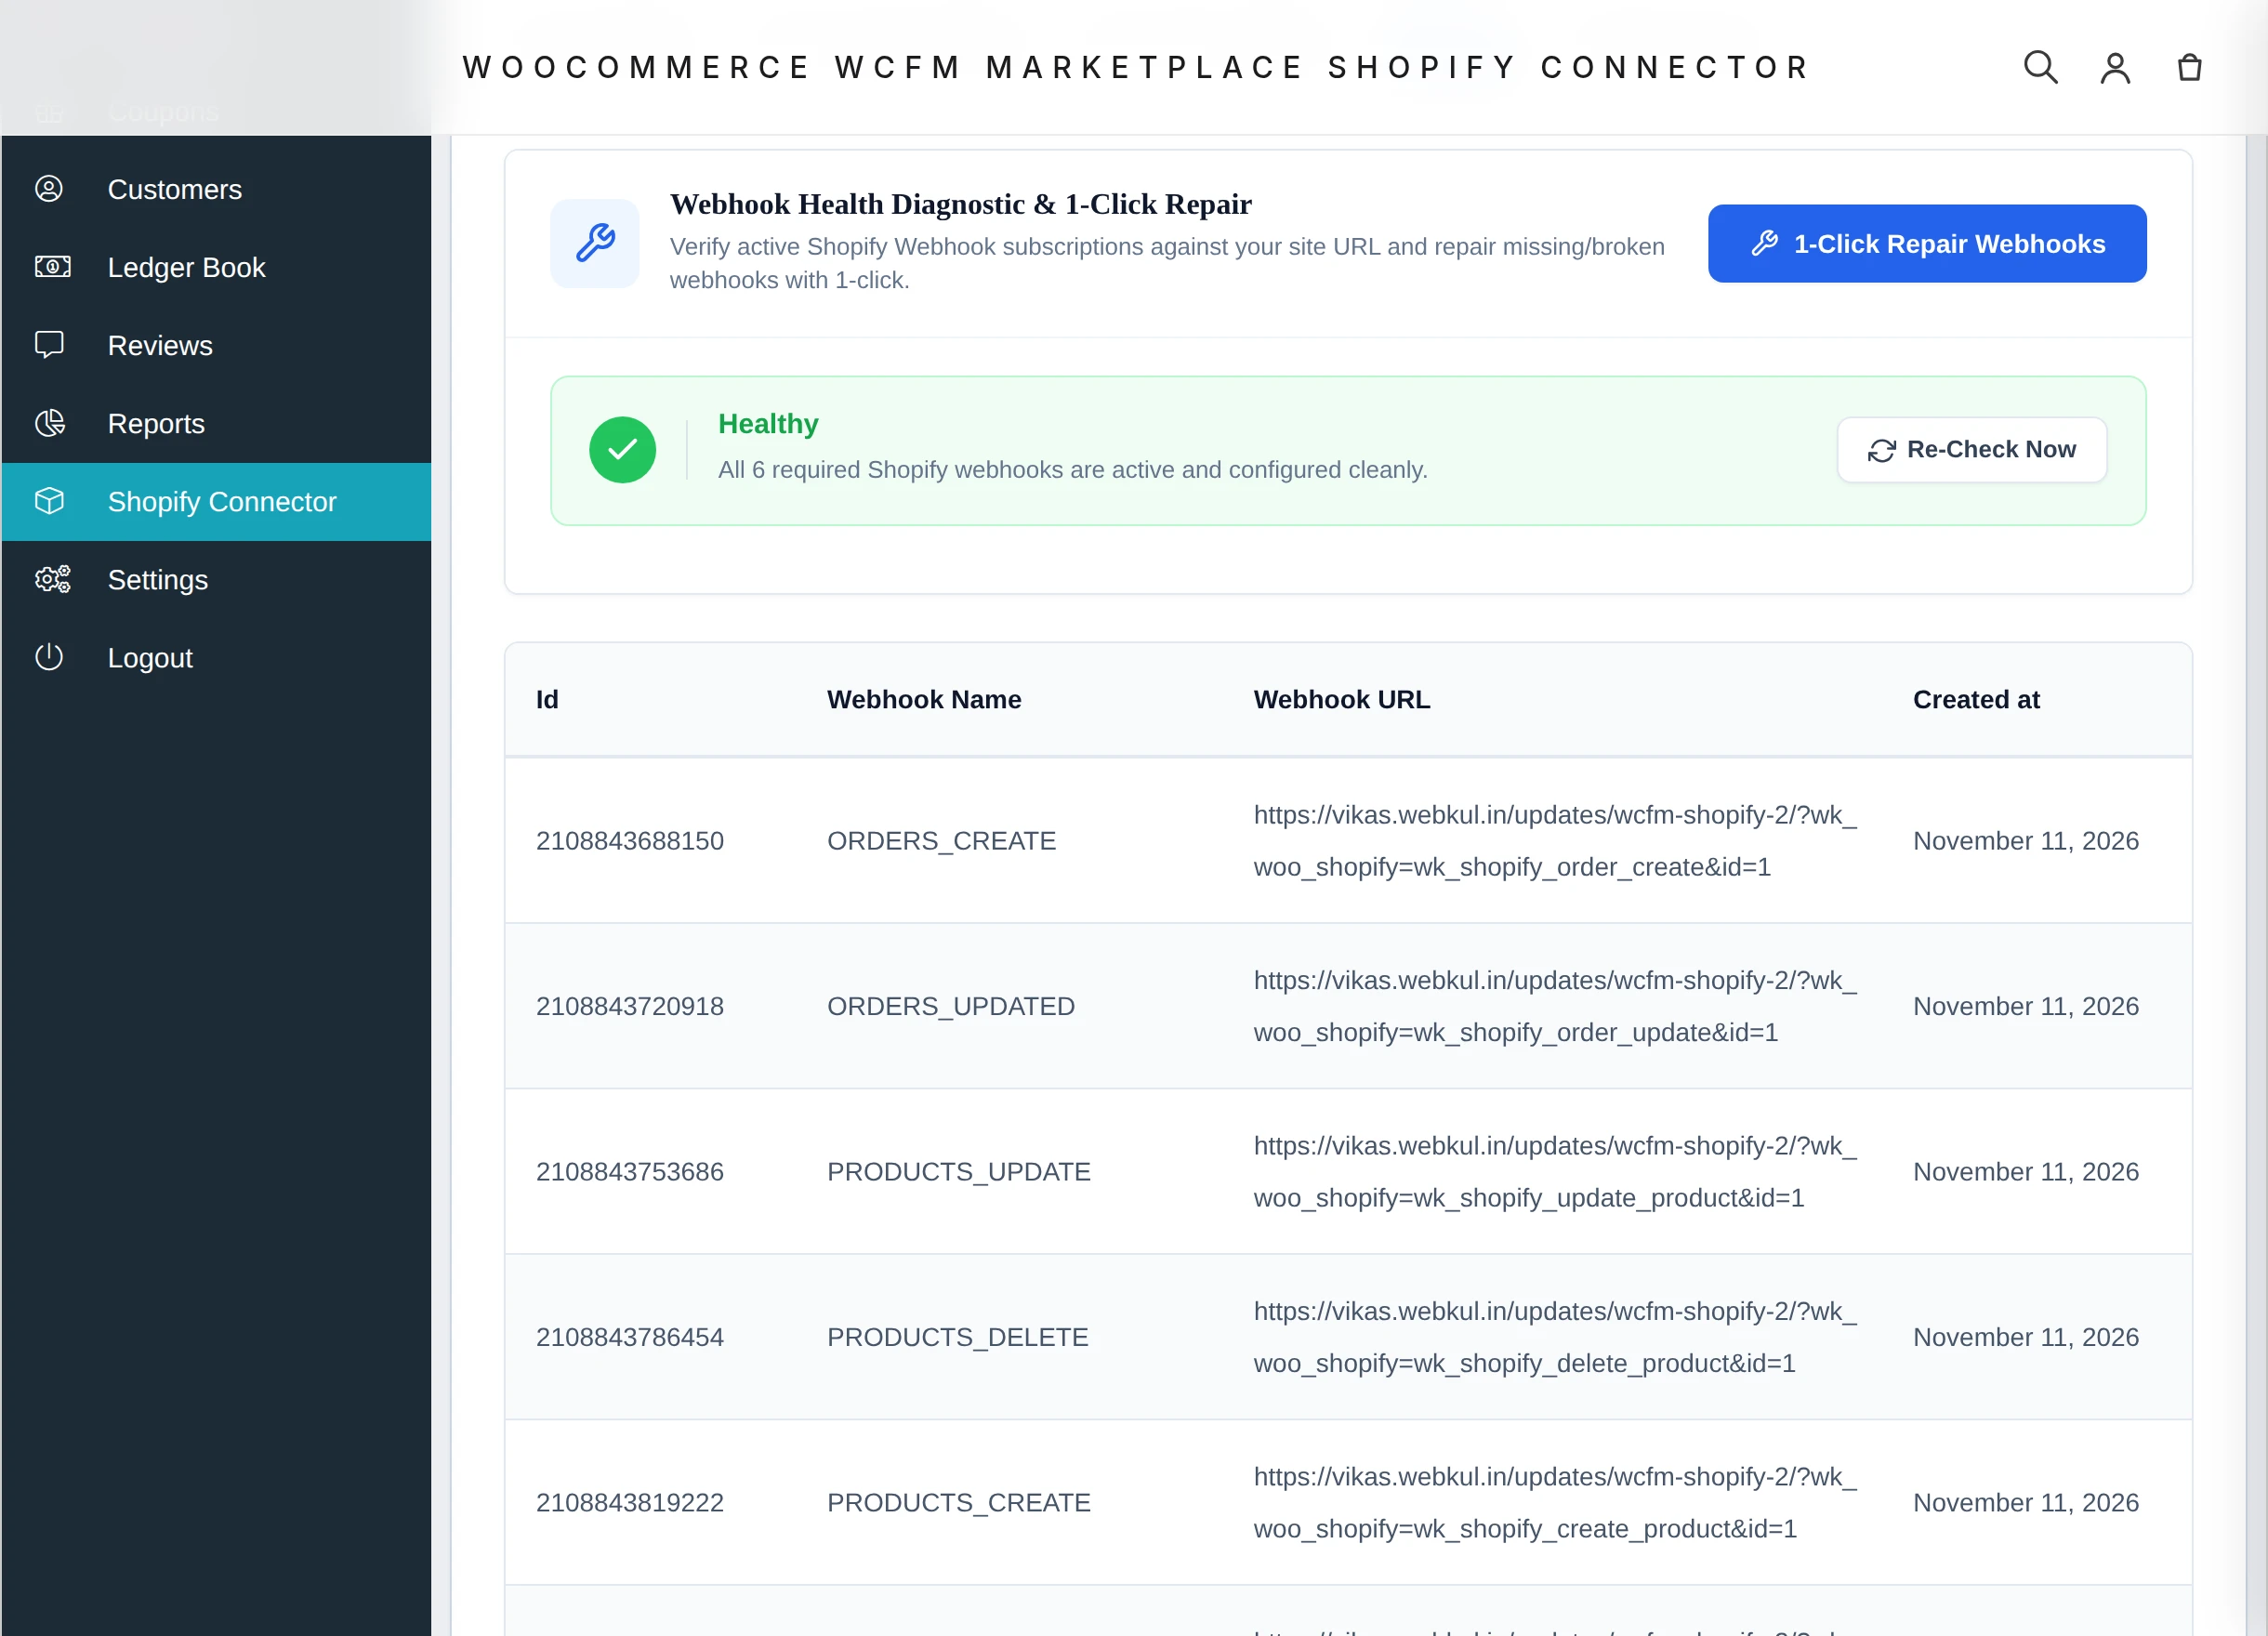 WOOCOMMERCE WCFM MARKETPLACE SHOPIFY CONNECTOR
Coupons
Customers
Ledger Book
Reviews
Reports
Shopify Connector
Settings
Logout
Webhook Health Diagnostic & 1-Click Repair
Verify active Shopify Webhook subscriptions against your site URL and repair missing/broken
webhooks with 1-click.
1-Click Repair Webhooks
Healthy
All 6 required Shopify webhooks are active and configured cleanly.
Re-Check Now
Id Webhook Name Webhook URL Created at
2108843688150 ORDERS_CREATE https://vikas.webkul.in/updates/wcfm-shopify-2/?wk_
woo_shopify=wk_shopify_order_create&id=1 November 11, 2026
2108843720918 ORDERS_UPDATED https://vikas.webkul.in/updates/wcfm-shopify-2/?wk_
woo_shopify=wk_shopify_order_update&id=1 November 11, 2026
2108843753686 PRODUCTS_UPDATE https://vikas.webkul.in/updates/wcfm-shopify-2/?wk_
woo_shopify=wk_shopify_update_product&id=1 November 11, 2026
2108843786454 PRODUCTS_DELETE https://vikas.webkul.in/updates/wcfm-shopify-2/?wk_
woo_shopify=wk_shopify_delete_product&id=1 November 11, 2026
2108843819222 PRODUCTS_CREATE https://vikas.webkul.in/updates/wcfm-shopify-2/?wk_
woo_shopify=wk_shopify_create_product&id=1 November 11, 2026